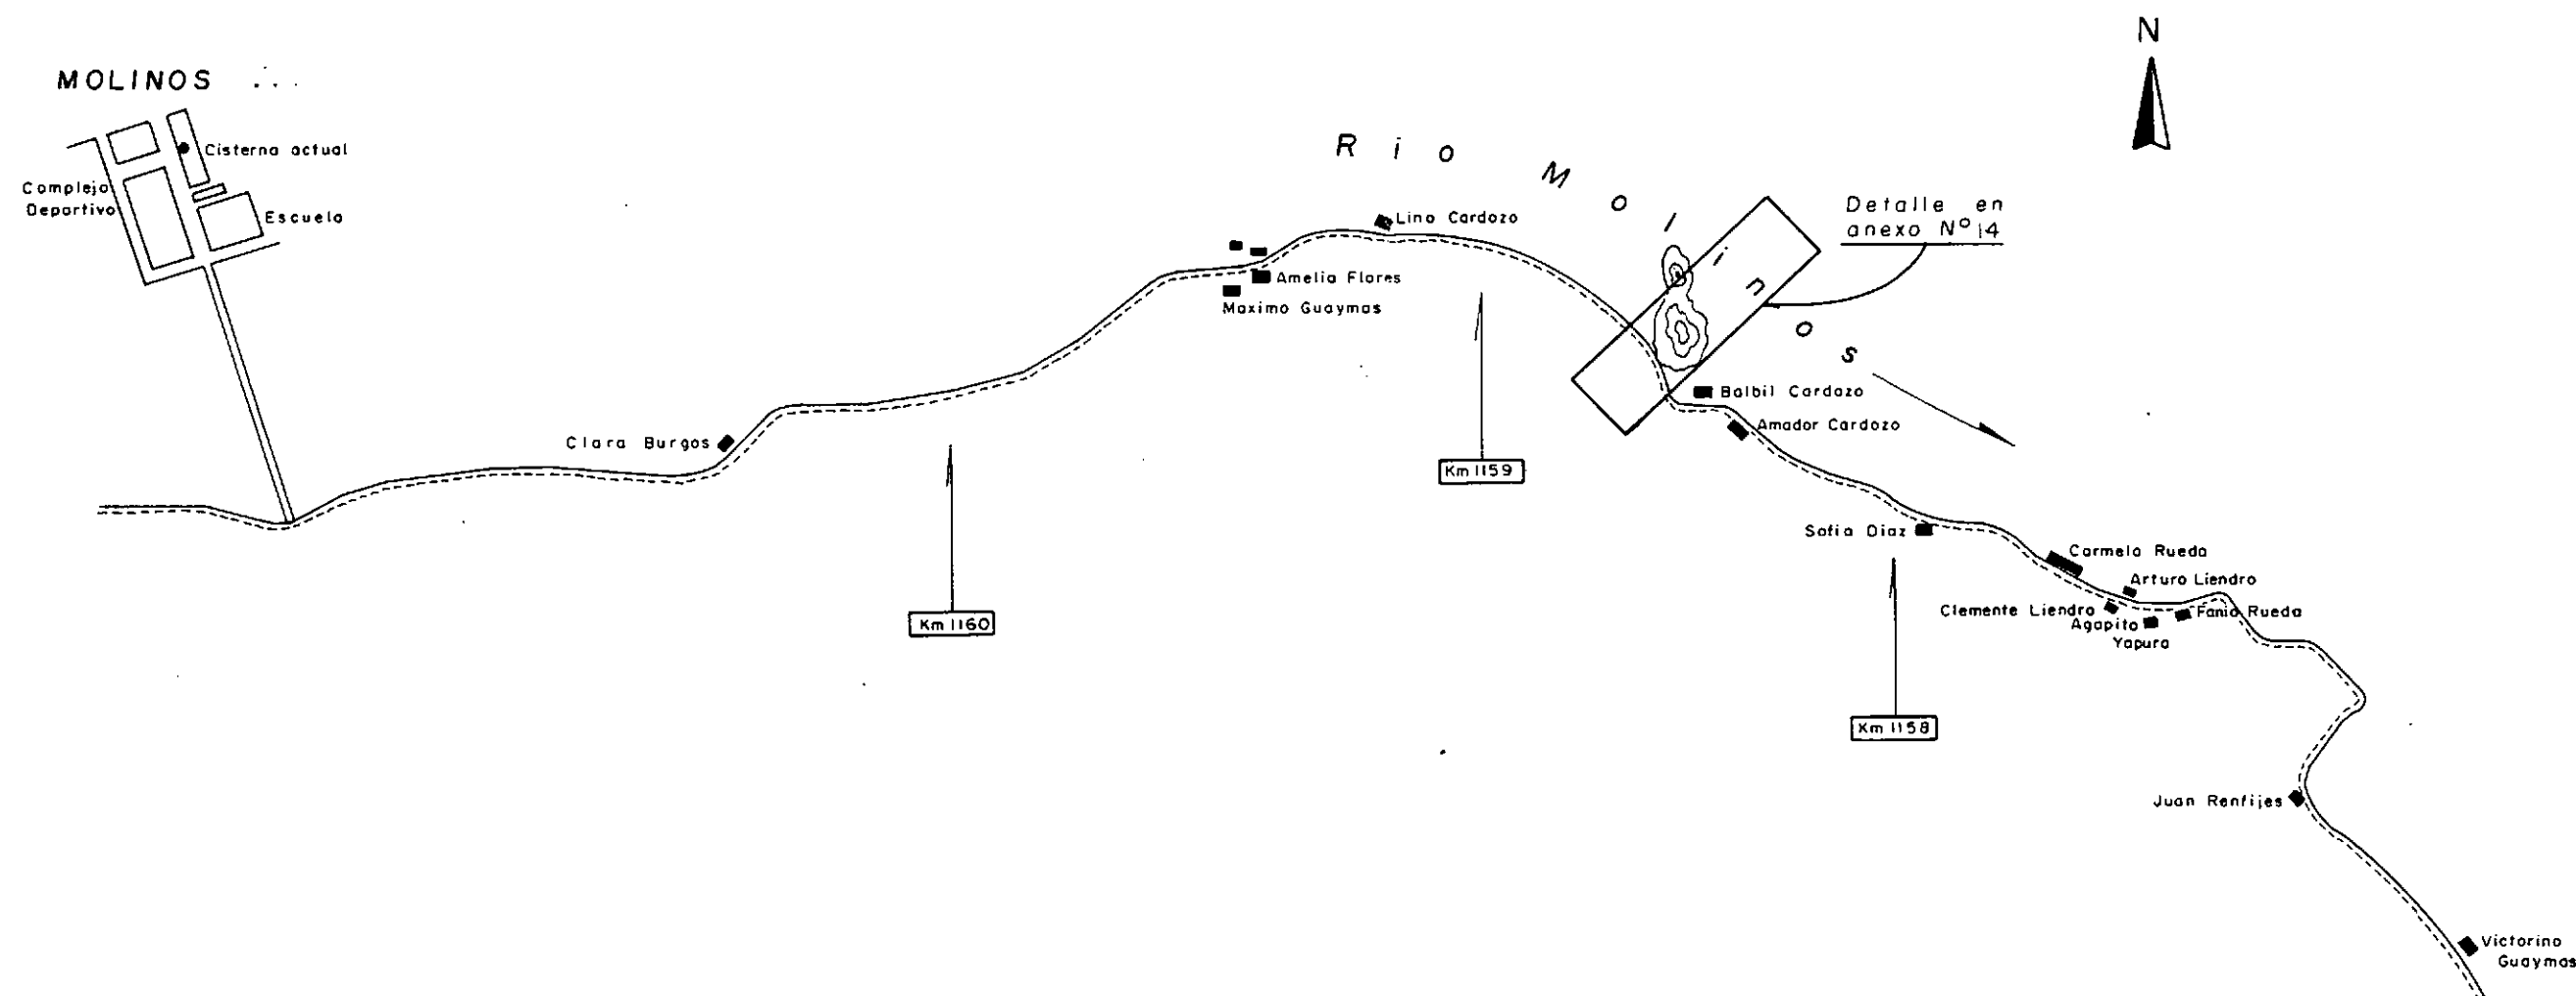 N
MOLINOS
Cisterna actual
Complejo
Deportivo
Escuela
Rio Molinos
Detalle en
anexo Nº 14
Lino Cardozo
Amelia Flores
Maximo Guaymas
Balbil Cardozo
Amador Cardozo
Clara Burgos
Km 1159
Sofia Diaz
Carmelo Rueda
Arturo Liendro
Clemente Liendro
Fania Rueda
Agapito
Yapura
Km 1160
Km 1158
Juan Renfijes
Victorino
Guaymas